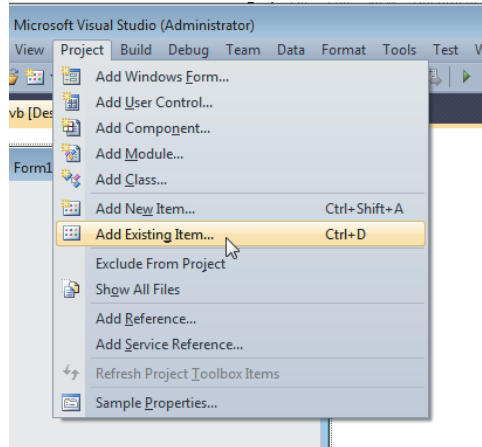 Microsoft Visual Studio (Administrator)
View Project Build Debug Team Data Format Tools Test
vb [Des
Form1
Add Windows Form...
Add User Control...
Add Component...
Add Module...
Add Class...
Add New Item... Ctrl+Shift+A
Add Existing Item... Ctrl+D
Exclude From Project
Show All Files
Add Reference...
Add Service Reference...
Refresh Project Toolbox Items
Sample Properties...